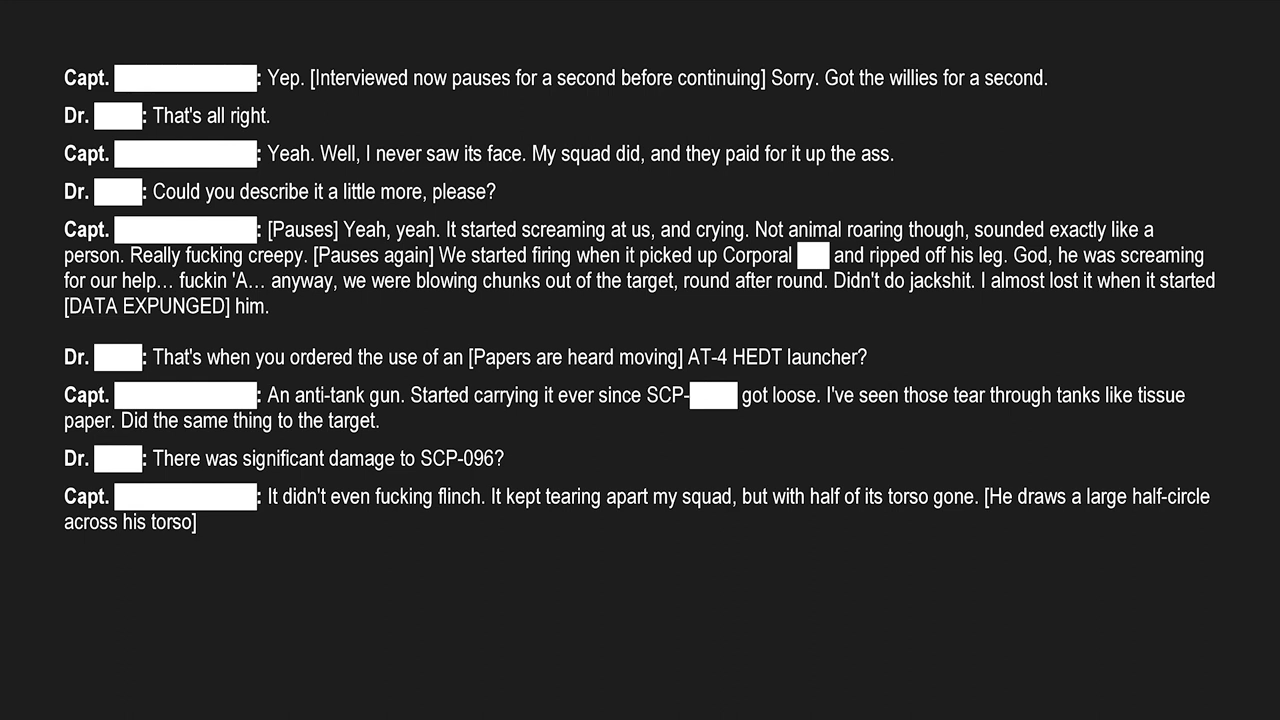 Capt. : Yep. [Interviewed now pauses for a second before continuing] Sorry. Got the willies for a second.
Dr. : That's all right.
Capt. : Yeah. Well, I never saw its face. My squad did, and they paid for it up the ass.
Dr. : Could you describe it a little more, please?
Capt. : [Pauses] Yeah, yeah. It started screaming at us, and crying. Not animal roaring though, sounded exactly like a
person. Really fucking creepy. [Pauses again] We started firing when it picked up Corporal and ripped off his leg. God, he was screaming
for our help… fuckin 'A… anyway, we were blowing chunks out of the target, round after round. Didn't do jackshit. I almost lost it when it started
[DATA EXPUNGED] him.
Dr. : That's when you ordered the use of an [Papers are heard moving] AT-4 HEDT launcher?
Capt. : An anti-tank gun. Started carrying it ever since SCP- got loose. I've seen those tear through tanks like tissue
paper. Did the same thing to the target.
Dr. : There was significant damage to SCP-096?
Capt. : It didn't even fucking flinch. It kept tearing apart my squad, but with half of its torso gone. [He draws a large half-circle
across his torso]